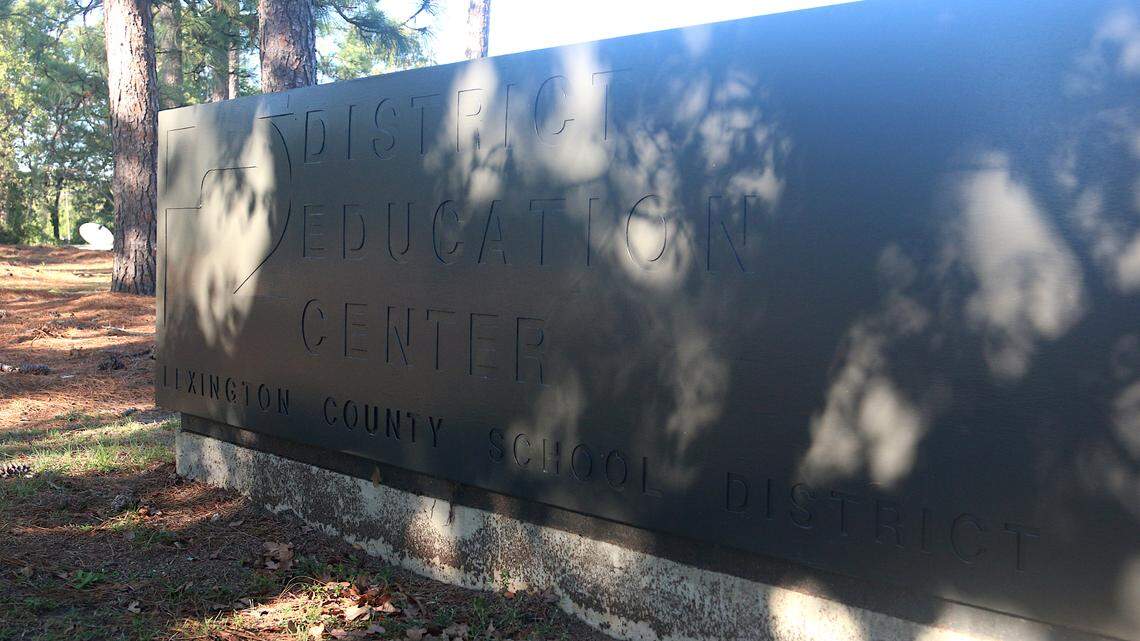 DISTRICT
EDUCATION
CENTER
LEXINGTON COUNTY SCHOOL DISTRICT